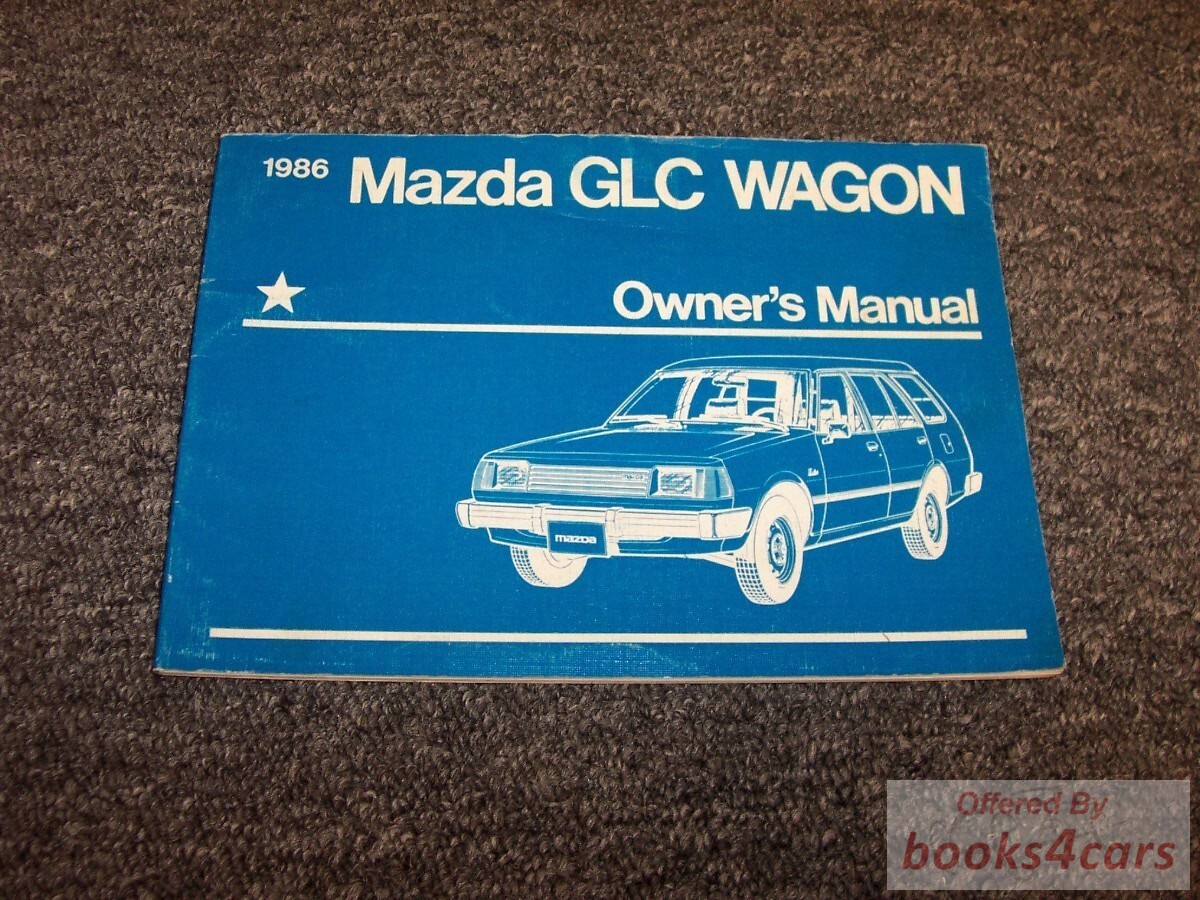 1986 Mazda GLC WAGON
Owner's Manual
mazda
Offered By
books4cars